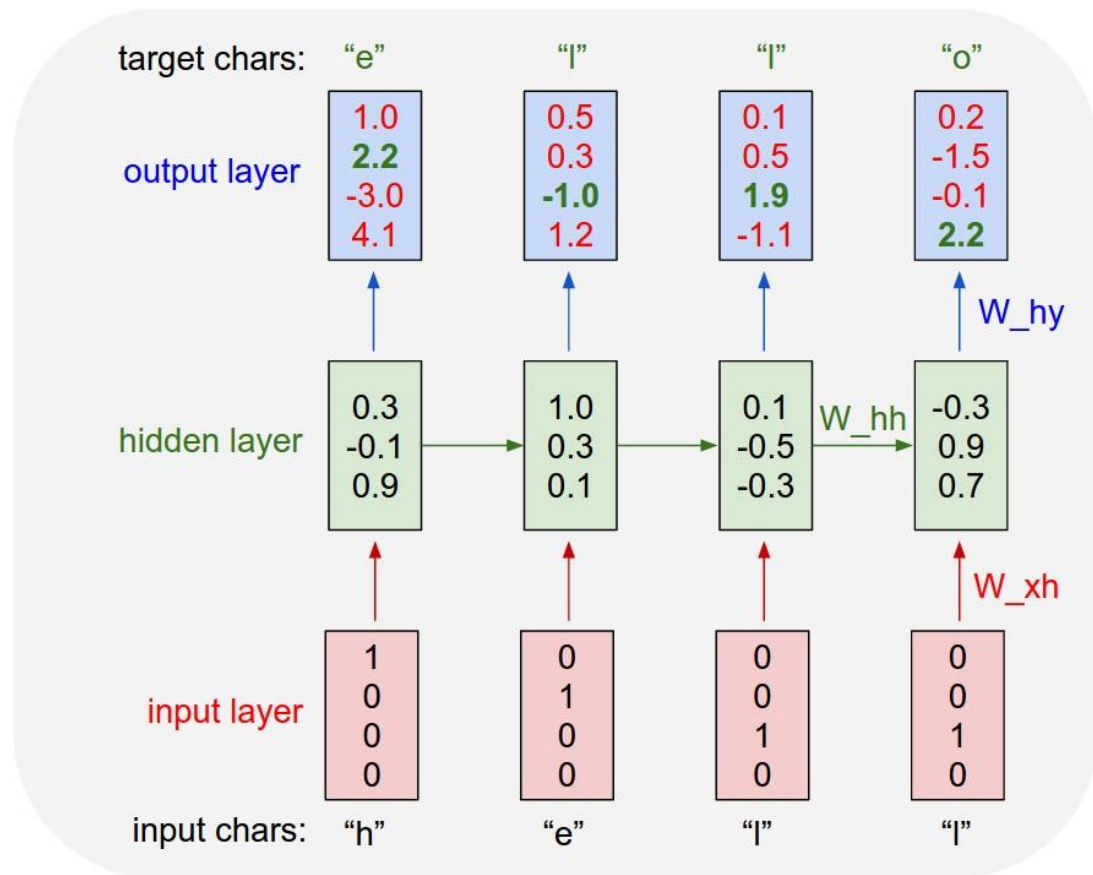 target chars: “e” “l” “l” “o”
1.0 0.5 0.1 0.2
2.2 0.3 0.5 -1.5
output layer
-3.0 -1.0 1.9 -0.1
4.1 1.2 -1.1 2.2
W_hy
0.3 1.0 0.1 -0.3
W_hh
hidden layer -0.1 0.3 -0.5 0.9
0.9 0.1 -0.3 0.7
W_xh
1 0 0 0
0 1 0 0
input layer
0 0 1 1
0 0 0 0
input chars: “h” “e” “l” “l”